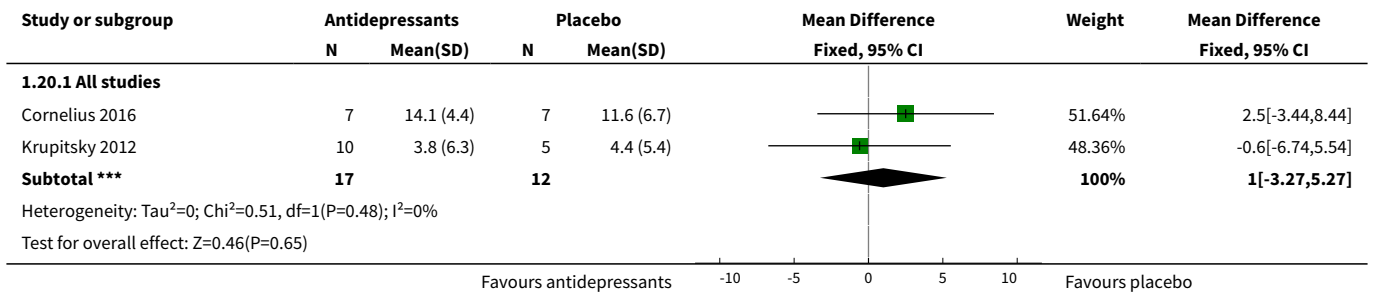 Study or subgroup Antidepressants Placebo Mean Difference Weight Mean Difference
N Mean(SD) N Mean(SD) Fixed, 95% CI Fixed, 95% CI
1.20.1 All studies
Cornelius 2016 7 14.1 (4.4) 7 11.6 (6.7) 51.64% 2.5[-3.44,8.44]
Krupitsky 2012 10 3.8 (6.3) 5 4.4 (5.4) 48.36% -0.6[-6.74,5.54]
Subtotal *** 17 12 100% 1[-3.27,5.27]
Heterogeneity: Tau²=0; Chi²=0.51, df=1(P=0.48); I²=0%
Test for overall effect: Z=0.46(P=0.65)
Favours antidepressants -10 -5 0 5 10 Favours placebo